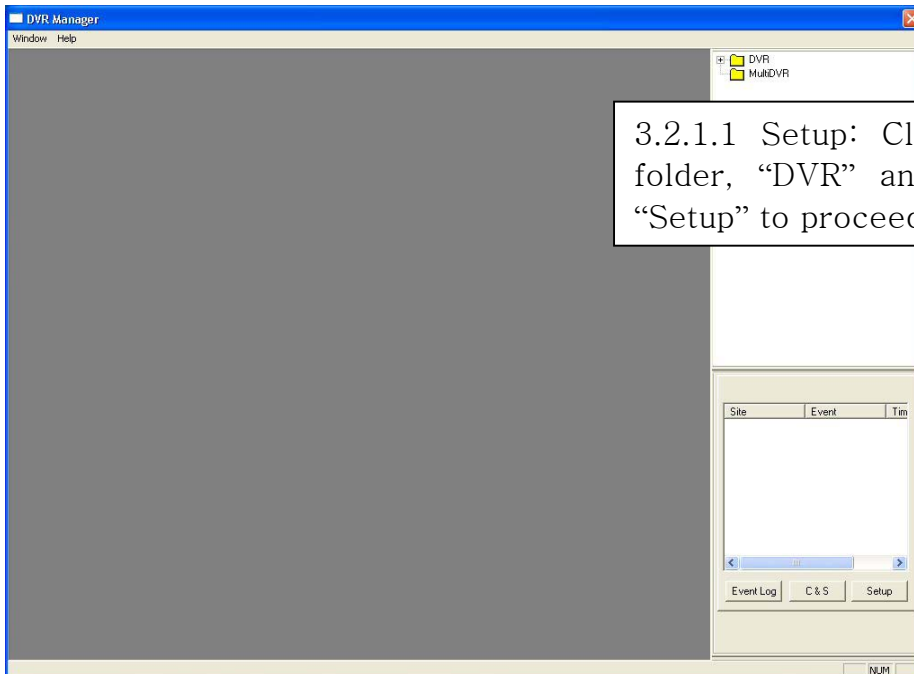 DVR Manager
Window Help
DVR
MultiDVR
3.2.1.1 Setup: Cl
folder, “DVR” an
“Setup” to proceed
Site Event Tim
Event Log C & S Setup
NUM